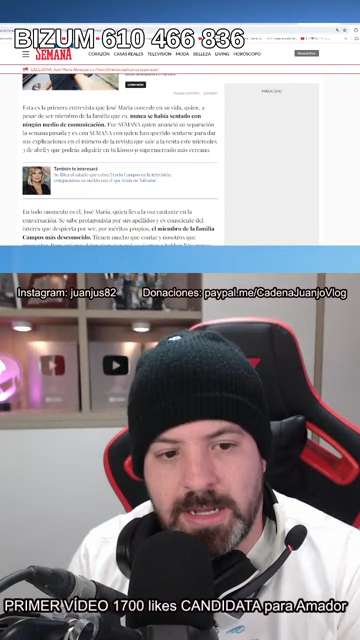 BIZUM 610 466 836
SEMANA
CORAZÓN CASAS REALES TELEVISIÓN MODA BELLEZA LIVING HORÓSCOPO
Esta es la primera entrevista que José María concede en su vida, quien, a
pesar de ser miembro de la familia que es, nunca se había sentado con
ningún medio de comunicación. Fue SEMANA quien anunció su separación
la semana pasada y es con SEMANA con quien han querido sentarse para dar
sus explicaciones en el número de la revista que sale a la venta este miércoles
y de abril y que podrás adquirir en tu kiosco o supermercado más cercano.
También te interesará
En todo momento es él, José María, quien lleva la voz cantante en la
conversación. Se sabe protagonista por sus apellidos y es consciente del
interés que despierta por ser, por méritos propios, el miembro de la familia
Campos más desconocido.
Instagram: juanjus82
Donaciones: paypal.me/CadenaJuanjoVlog
PRIMER VÍDEO 1700 likes CANDIDATA para Amador